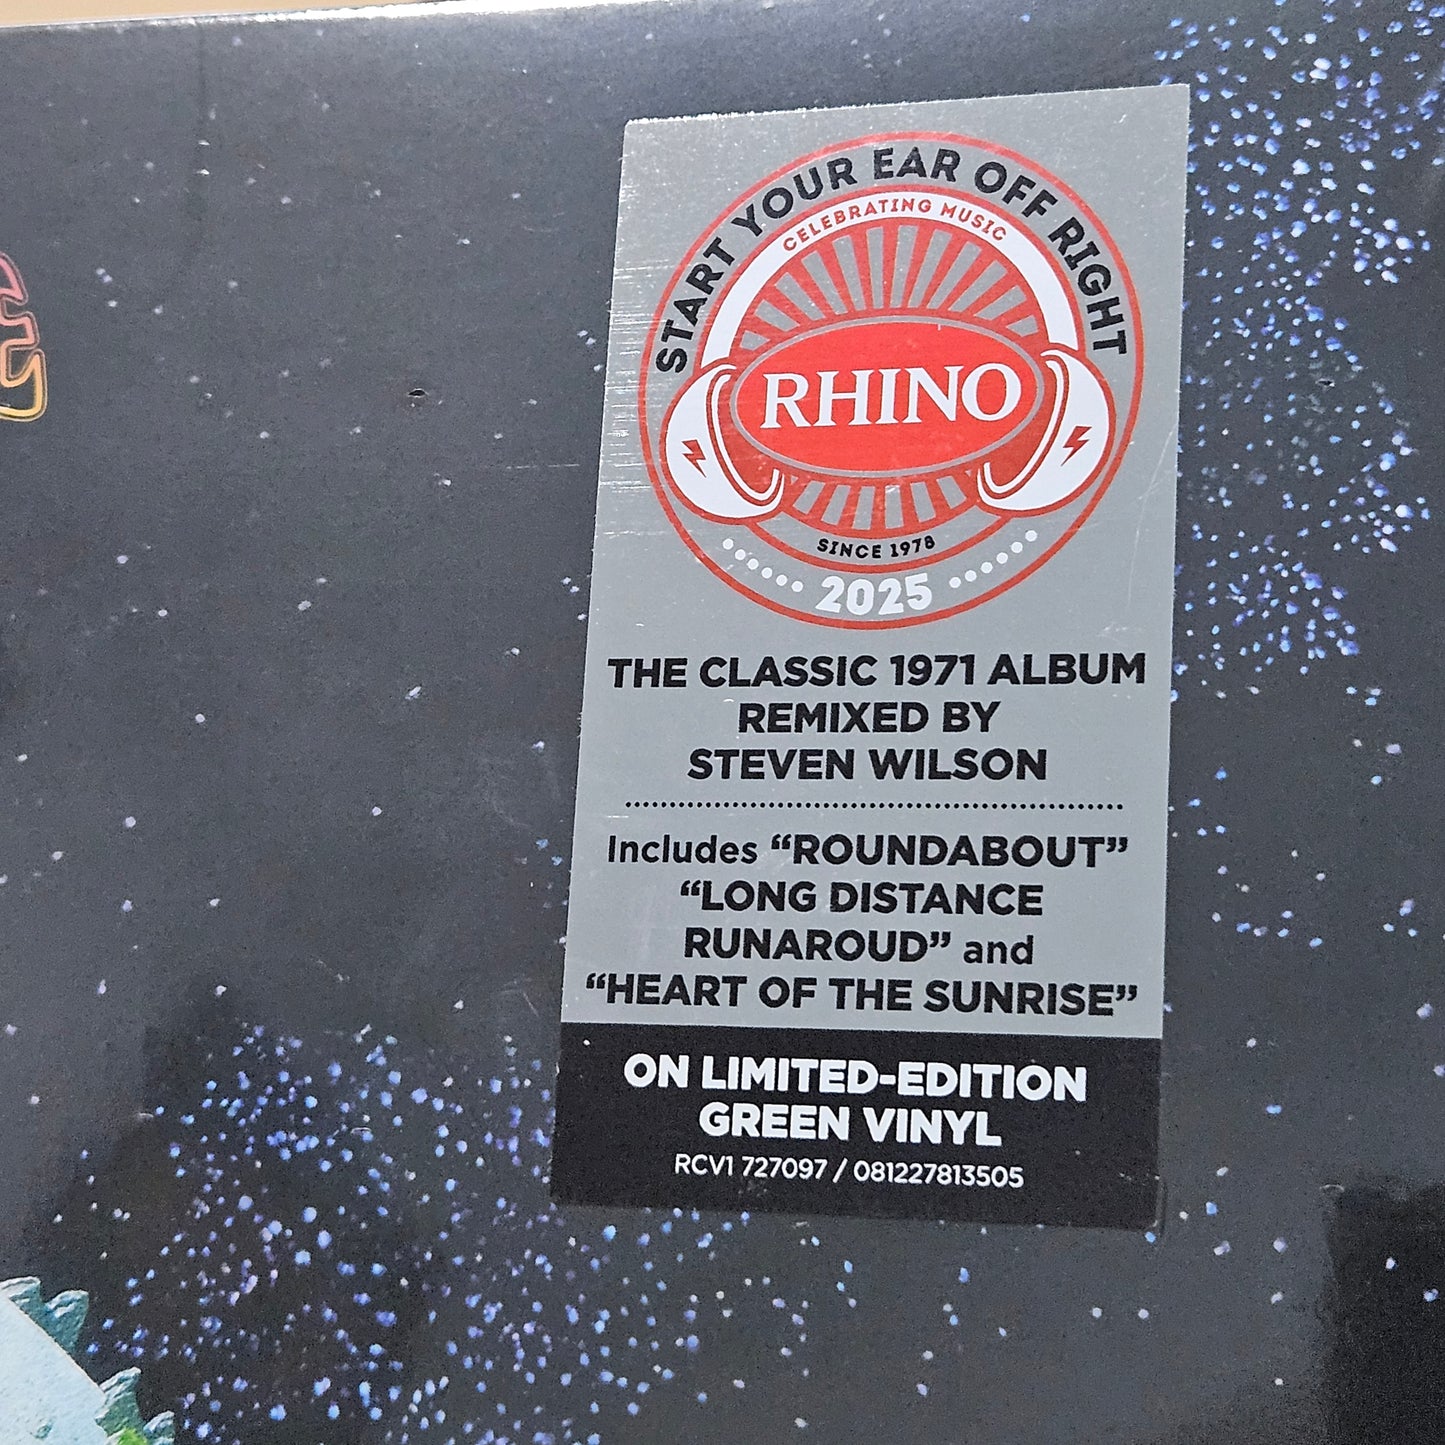 START YOUR EAR OFF RIGHT
CELEBRATING MUSIC
RHINO
SINCE 1978
2025
THE CLASSIC 1971 ALBUM
REMIXED BY
STEVEN WILSON
Includes “ROUNDABOUT”
“LONG DISTANCE
RUNAROUD” and
“HEART OF THE SUNRISE”
ON LIMITED-EDITION
GREEN VINYL
RCV1 727097 / 081227813505